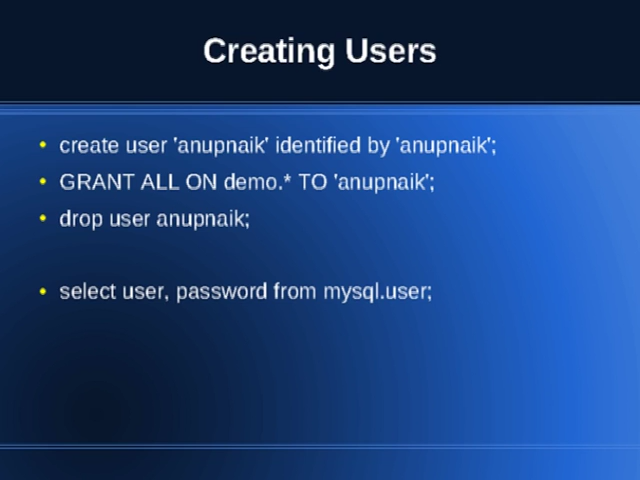 Creating Users
create user 'anupnaik' identified by 'anupnaik';
GRANT ALL ON demo.* TO 'anupnaik';
drop user anupnaik;
select user, password from mysql.user;